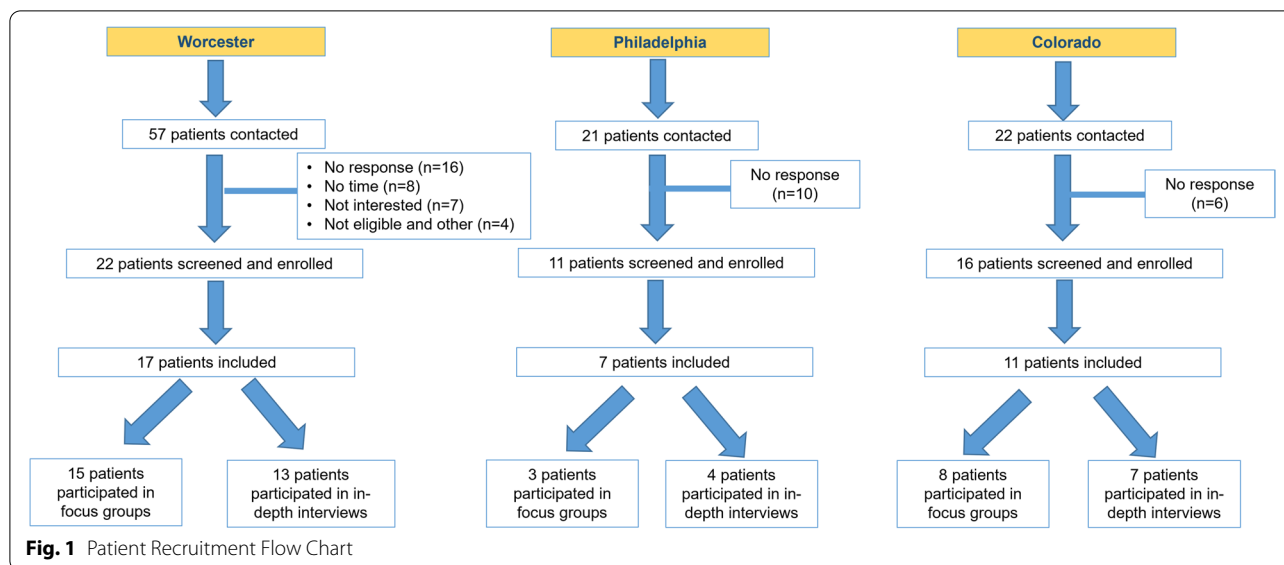 Worcester
57 patients contacted
• No response (n=16)
• No time (n=8)
• Not interested (n=7)
• Not eligible and other (n=4)
22 patients screened and enrolled
17 patients included
15 patients
participated in
focus groups
13 patients
participated in in-
depth interviews
Philadelphia
21 patients contacted
No response
(n=10)
11 patients screened and enrolled
7 patients included
3 patients
participated in
focus groups
4 patients
participated in in-
depth interviews
Colorado
22 patients contacted
No response
(n=6)
16 patients screened and enrolled
11 patients included
8 patients
participated in
focus groups
7 patients
participated in in-
depth interviews
Fig. 1 Patient Recruitment Flow Chart